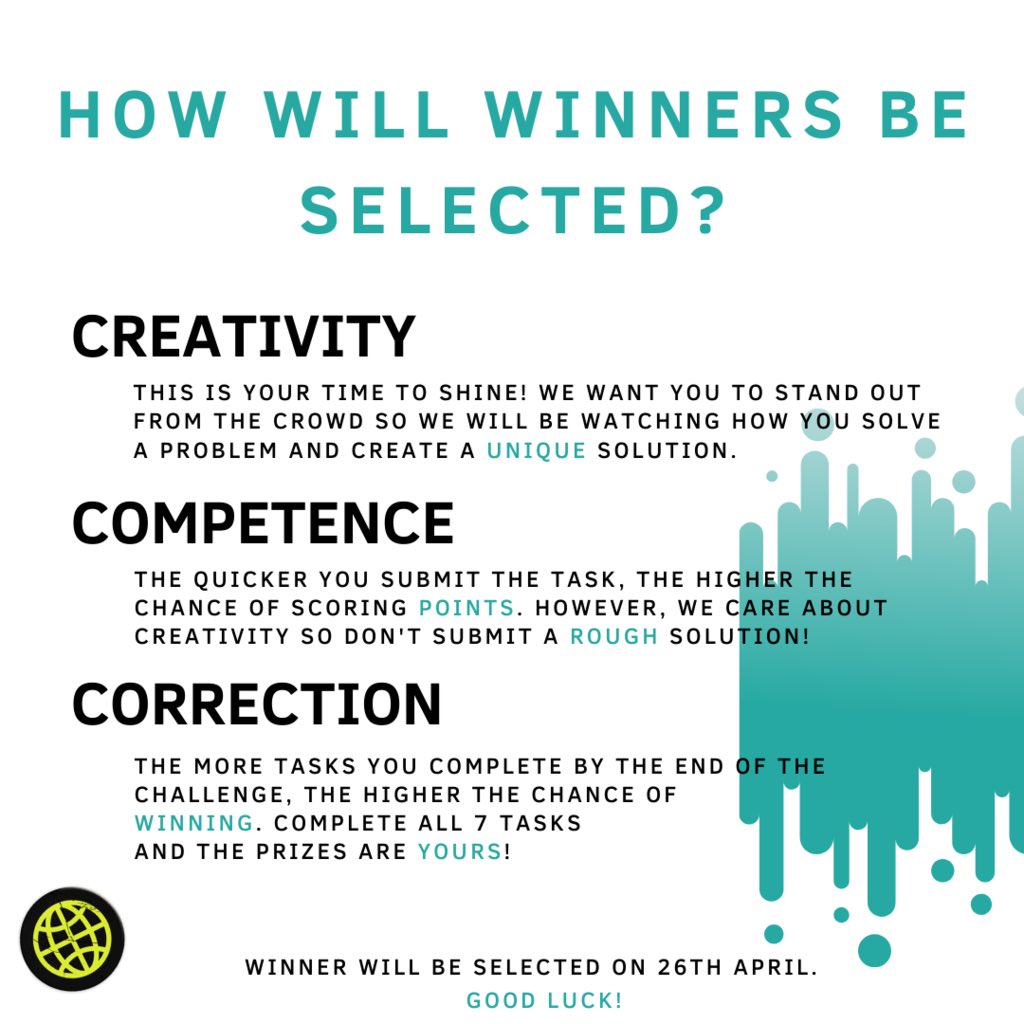 HOW WILL WINNERS BE
SELECTED?
CREATIVITY
THIS IS YOUR TIME TO SHINE! WE WANT YOU TO STAND OUT
FROM THE CROWD SO WE WILL BE WATCHING HOW YOU SOLVE
A PROBLEM AND CREATE A UNIQUE SOLUTION.
COMPETENCE
THE QUICKER YOU SUBMIT THE TASK, THE HIGHER THE
CHANCE OF SCORING POINTS. HOWEVER, WE CARE ABOUT
CREATIVITY SO DON'T SUBMIT A ROUGH SOLUTION!
CORRECTION
THE MORE TASKS YOU COMPLETE BY THE END OF THE
CHALLENGE, THE HIGHER THE CHANCE OF
WINNING. COMPLETE ALL 7 TASKS
AND THE PRIZES ARE YOURS!
WINNER WILL BE SELECTED ON 26TH APRIL.
GOOD LUCK!